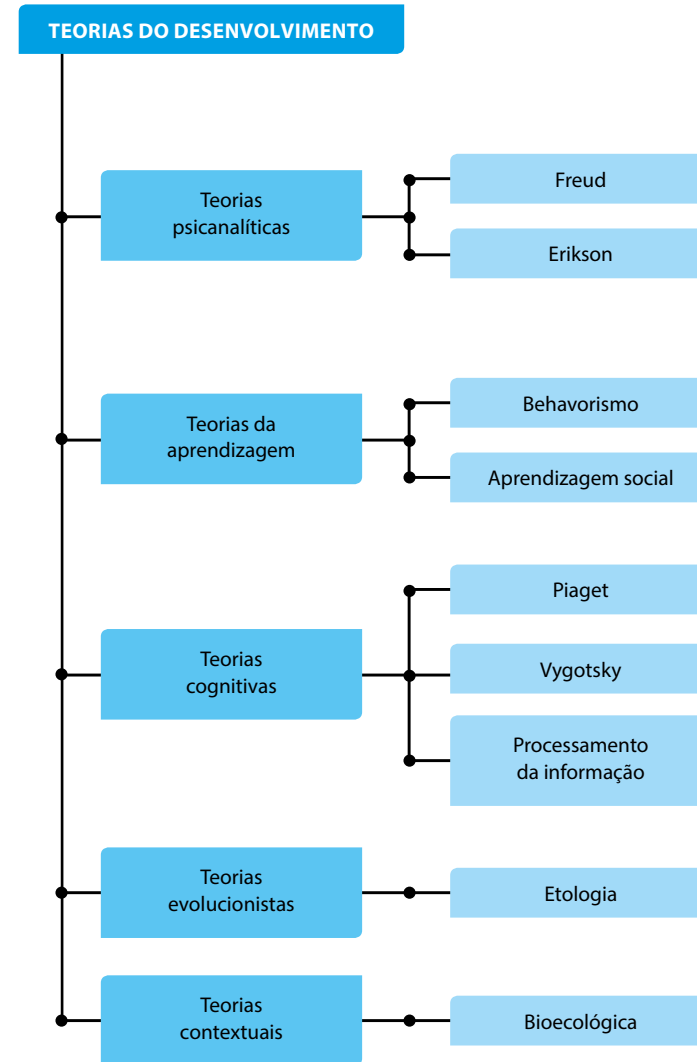 TEORIAS DO DESENVOLVIMENTO
Teorias
psicanalíticas
Freud
Erikson
Teorias da
aprendizagem
Behavorismo
Aprendizagem social
Teorias
cognitivas
Piaget
Vygotsky
Processamento
da informação
Teorias
evolucionistas
Etologia
Teorias
contextuais
Bioecológica